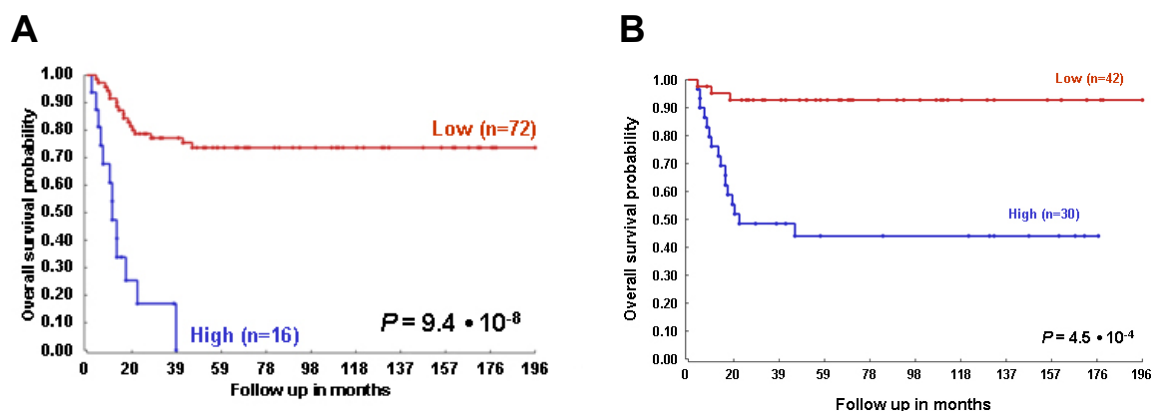 A
Overall survival probability
1.00
0.90
0.80
0.70
0.60
0.50
0.40
0.30
0.20
0.10
0.00
Low (n=72)
High (n=16)
P = 9.4 • 10-8
0 20 39 59 78 98 118 137 157 176 196
Follow up in months
B
Overall survival probability
1.00
0.90
0.80
0.70
0.60
0.50
0.40
0.30
0.20
0.10
0.00
Low (n=42)
High (n=30)
P = 4.5 • 10-4
0 20 39 59 78 98 118 137 157 176 196
Follow up in months